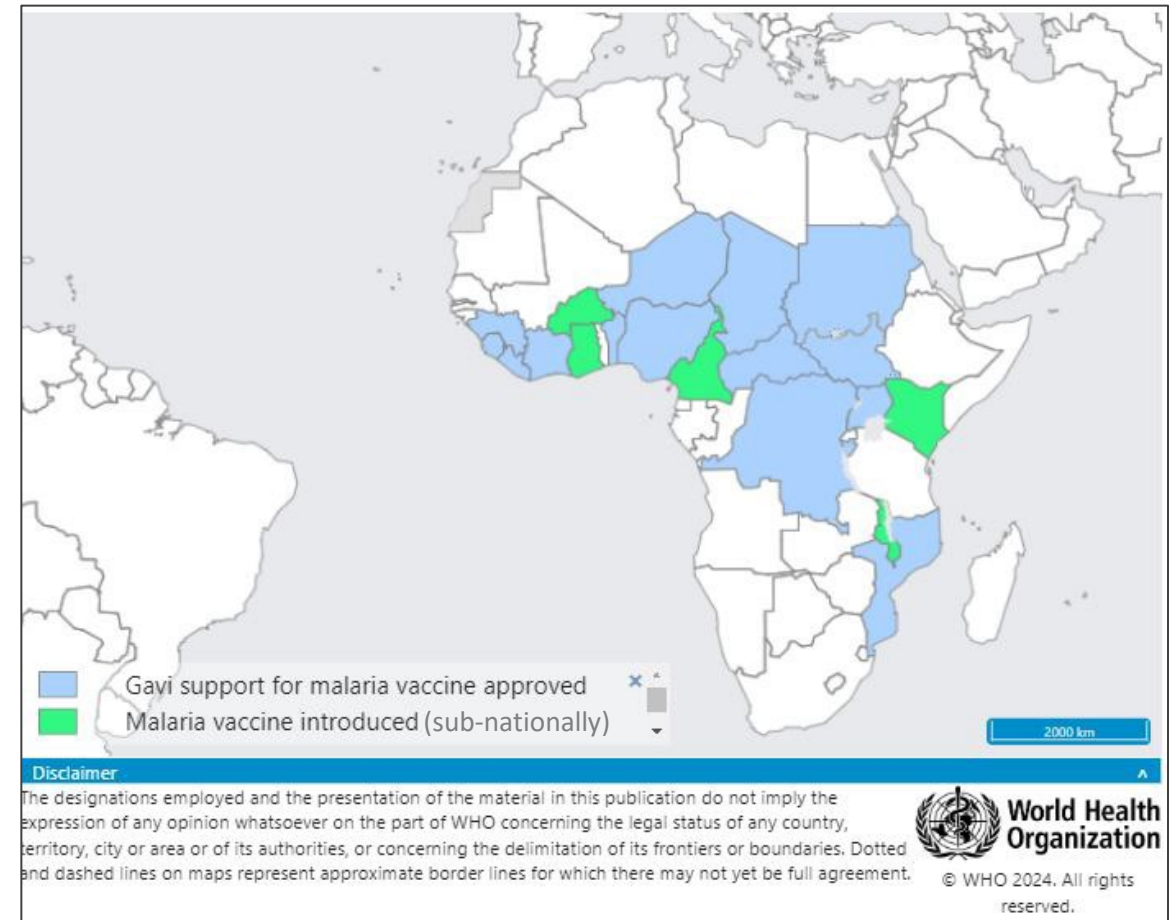 Gavi support for malaria vaccine approved
Malaria vaccine introduced (sub-nationally)
2000 km
Disclaimer
The designations employed and the presentation of the material in this publication do not imply the
expression of any opinion whatsoever on the part of WHO concerning the legal status of any country,
territory, city or area or of its authorities, or concerning the delimitation of its frontiers or boundaries. Dotted
and dashed lines on maps represent approximate border lines for which there may not yet be full agreement.
World Health
Organization
© WHO 2024. All rights
reserved.